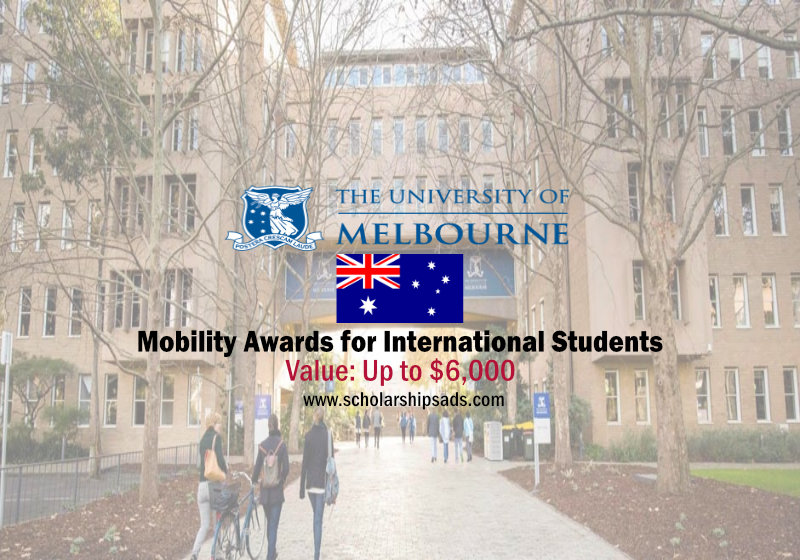 THE UNIVERSITY OF
MELBOURNE
POSTERA CRESCAM LAUDE
Mobility Awards for International Students
Value: Up to $6,000
www.scholarshipsads.com